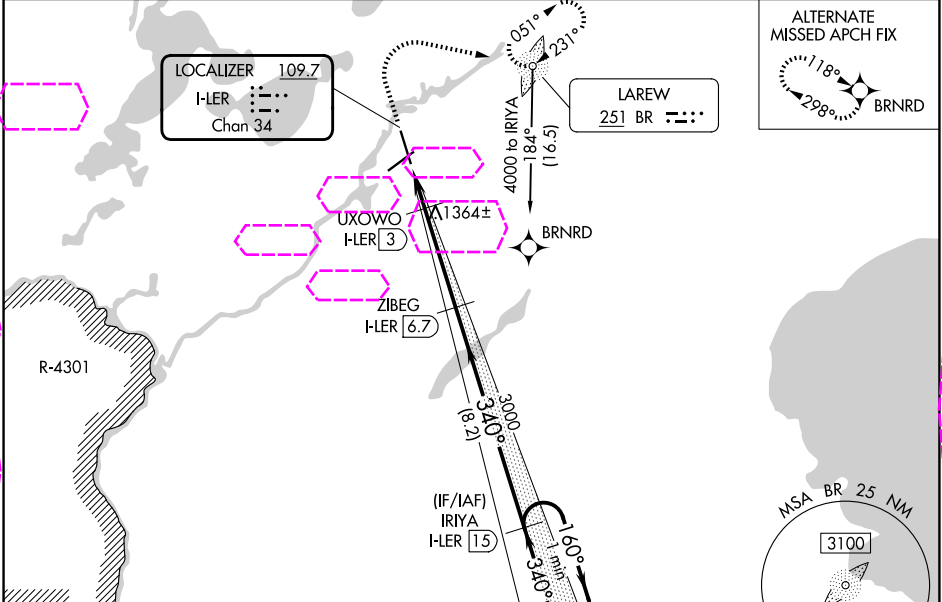 ALTERNATE
MISSED APCH FIX
118°
298°
BRNRD
051°
231°
LOCALIZER 109.7
I-LER
Chan 34
LAREW
251 BR
4000 to IRIYA
184°
(16.5)
1364±
UXOWO
I-LER 3
BRNRD
ZIBEG
I-LER 6.7
R-4301
3000
340°
(8.2)
(IF/IAF)
IRIYA
I-LER 15
160°
1 min
340°
MSA BR 25 NM
3100